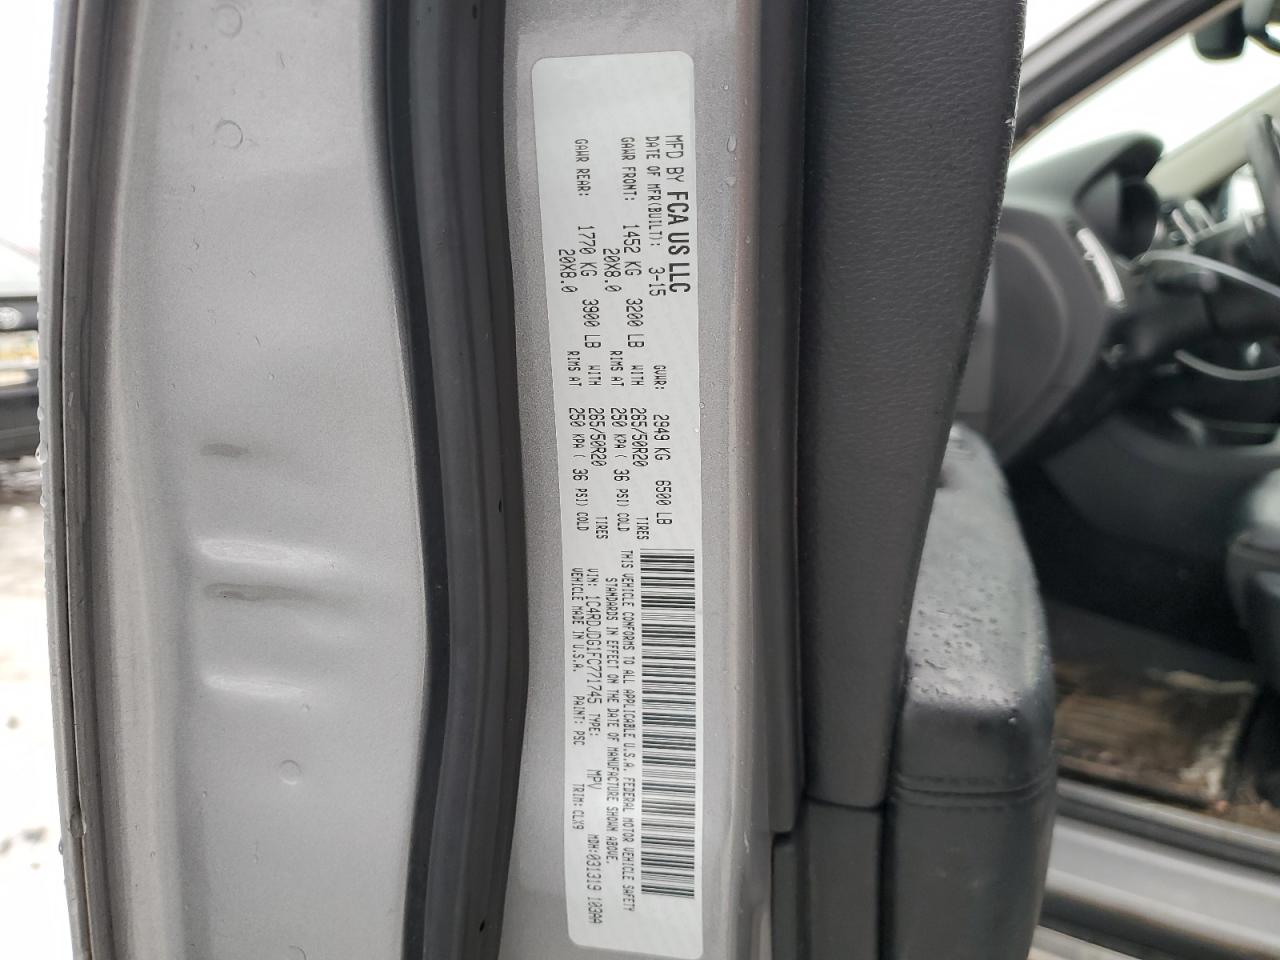 MFD BY FCA US LLC
DATE OF MFR(BUILT): 3-15 GVWR: 2949 KG 6500 LB
GAWR FRONT: 1452 KG 3200 LB WITH 265/50R20 TIRES
20X8.0 RIMS AT 250 KPA ( 36 PSI) COLD
GAWR REAR: 1770 KG 3900 LB WITH 265/50R20 TIRES
20X8.0 RIMS AT 250 KPA ( 36 PSI) COLD
THIS VEHICLE CONFORMS TO ALL APPLICABLE U.S.A. FEDERAL MOTOR VEHICLE SAFETY
STANDARDS IN EFFECT ON THE DATE OF MANUFACTURE SHOWN ABOVE.
VIN: 1C4RDJDG1FC771745 TYPE: MPV MDH:031319 103AA
VEHICLE MADE IN U.S.A. PAINT: PSC TRIM:CLX9